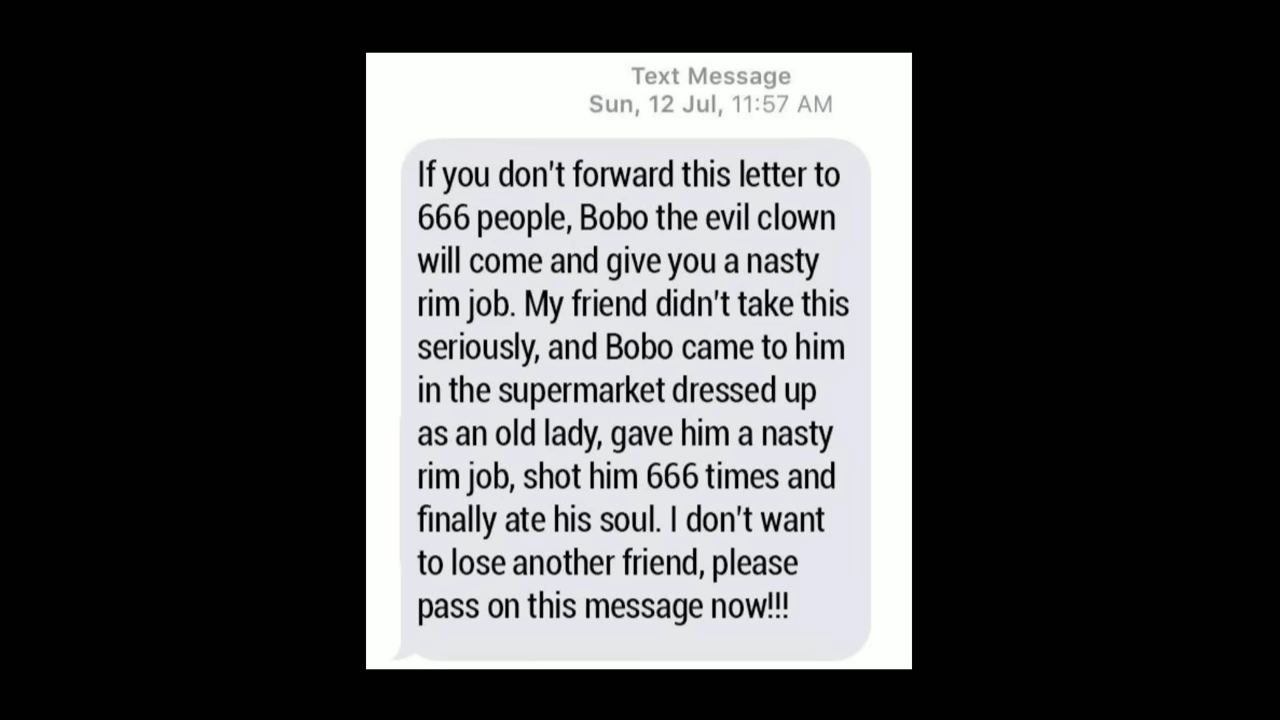 Text Message
Sun, 12 Jul, 11:57 AM
If you don't forward this letter to
666 people, Bobo the evil clown
will come and give you a nasty
rim job. My friend didn't take this
seriously, and Bobo came to him
in the supermarket dressed up
as an old lady, gave him a nasty
rim job, shot him 666 times and
finally ate his soul. I don't want
to lose another friend, please
pass on this message now!!!